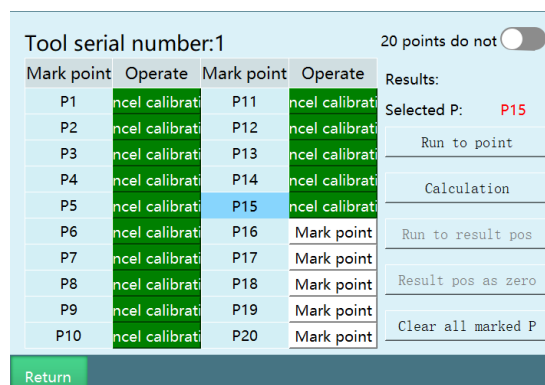 Tool serial number:1
20 points do not
Mark point Operate Mark point Operate
P1 ncel calibrati P11 ncel calibrati
P2 ncel calibrati P12 ncel calibrati
P3 ncel calibrati P13 ncel calibrati
P4 ncel calibrati P14 ncel calibrati
P5 ncel calibrati P15 ncel calibrati
P6 ncel calibrati P16 Mark point
P7 ncel calibrati P17 Mark point
P8 ncel calibrati P18 Mark point
P9 ncel calibrati P19 Mark point
P10 ncel calibrati P20 Mark point
Results:
Selected P: P15
Run to point
Calculation
Run to result pos
Result pos as zero
Clear all marked P
Return